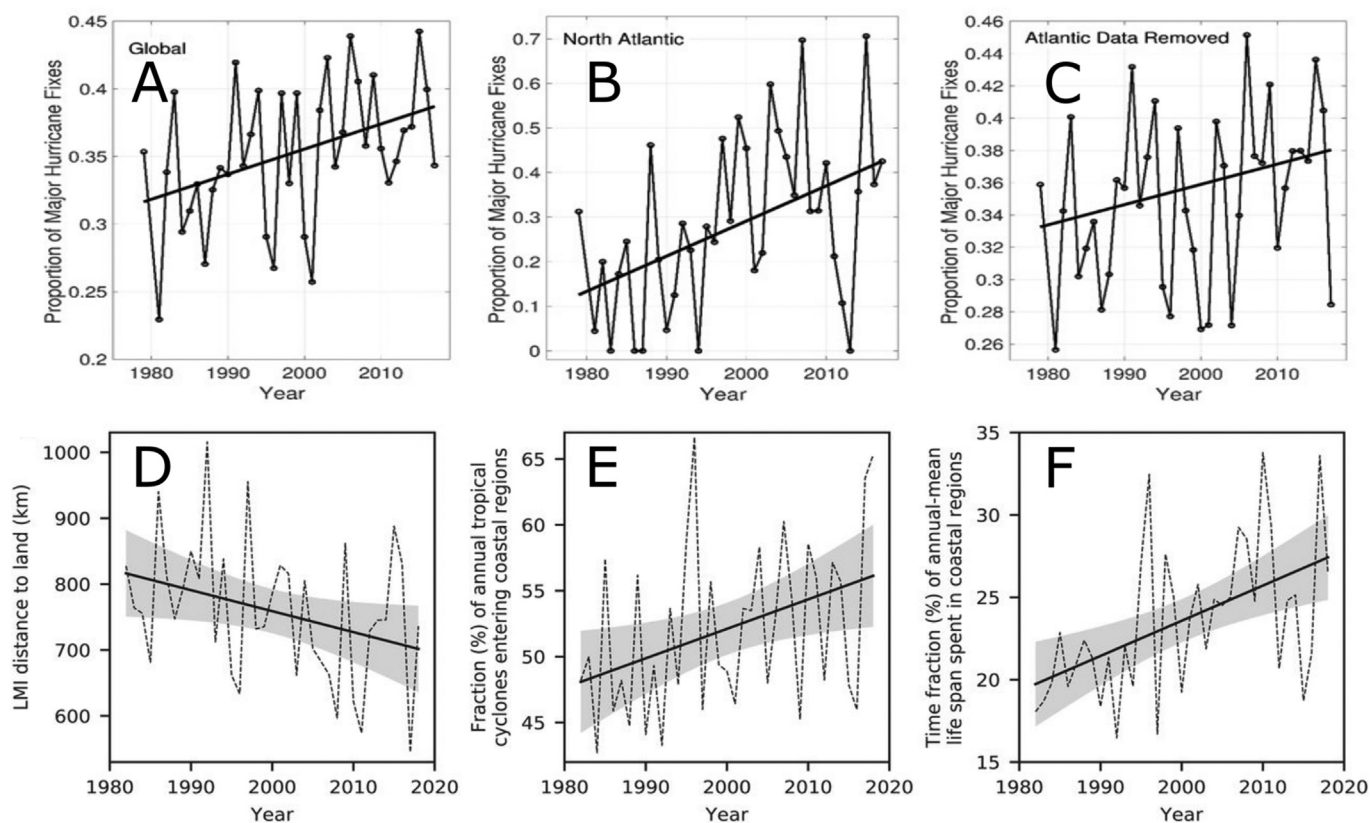 Global
A
Proportion of Major Hurricane Fixes
0.45
0.4
0.35
0.3
0.25
0.2
1980
1990
2000
2010
Year
North Atlantic
B
Proportion of Major Hurricane Fixes
0.7
0.6
0.5
0.4
0.3
0.2
0.1
0
1980
1990
2000
2010
Year
Atlantic Data Removed
C
Proportion of Major Hurricane Fixes
0.46
0.44
0.42
0.4
0.38
0.36
0.34
0.32
0.3
0.28
0.26
1980
1990
2000
2010
Year
D
LMI distance to land (km)
1000
900
800
700
600
1980
1990
2000
2010
2020
Year
E
Fraction (%) of annual tropical
cyclones entering coastal regions
65
60
55
50
45
1980
1990
2000
2010
2020
Year
F
Time fraction (%) of annual-mean
life span spent in coastal regions
35
30
25
20
15
1980
1990
2000
2010
2020
Year